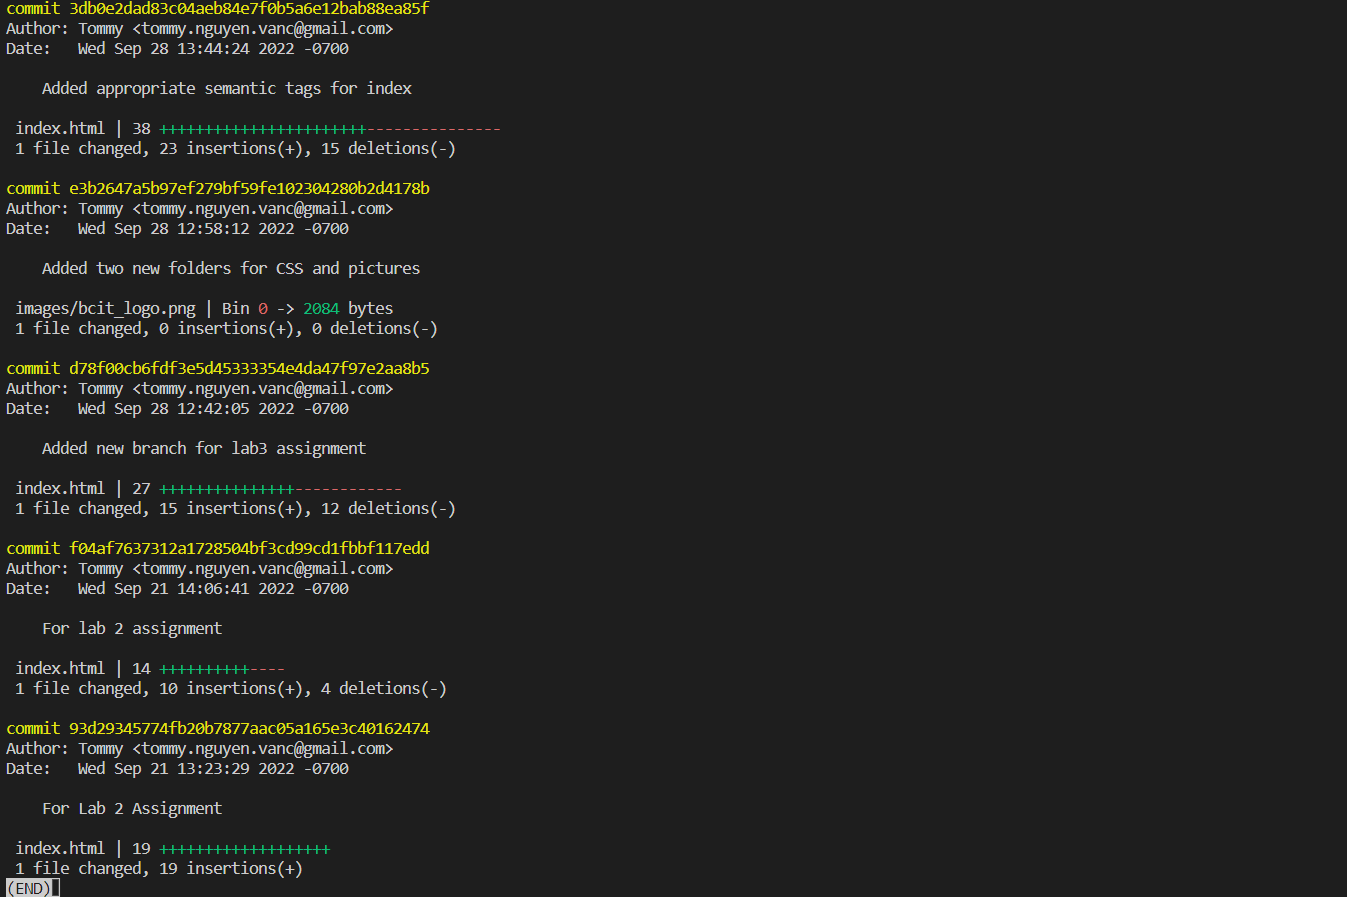 commit 3db0e2dad83c04aeb84e7f0b5a6e12bab88ea85f
Author: Tommy <tommy.nguyen.vanc@gmail.com>
Date:   Wed Sep 28 13:44:24 2022 -0700
    Added appropriate semantic tags for index
 index.html | 38 +++++++++++++++++++++++---------------
 1 file changed, 23 insertions(+), 15 deletions(-)
commit e3b2647a5b97ef279bf59fe102304280b2d4178b
Author: Tommy <tommy.nguyen.vanc@gmail.com>
Date:   Wed Sep 28 12:58:12 2022 -0700
    Added two new folders for CSS and pictures
 images/bcit_logo.png | Bin 0 -> 2084 bytes
 1 file changed, 0 insertions(+), 0 deletions(-)
commit d78f00cb6fdf3e5d45333354e4da47f97e2aa8b5
Author: Tommy <tommy.nguyen.vanc@gmail.com>
Date:   Wed Sep 28 12:42:05 2022 -0700
    Added new branch for lab3 assignment
 index.html | 27 +++++++++++++++------------
 1 file changed, 15 insertions(+), 12 deletions(-)
commit f04af7637312a1728504bf3cd99cd1fbbf117edd
Author: Tommy <tommy.nguyen.vanc@gmail.com>
Date:   Wed Sep 21 14:06:41 2022 -0700
    For lab 2 assignment
 index.html | 14 ++++++++++----
 1 file changed, 10 insertions(+), 4 deletions(-)
commit 93d29345774fb20b7877aac05a165e3c40162474
Author: Tommy <tommy.nguyen.vanc@gmail.com>
Date:   Wed Sep 21 13:23:29 2022 -0700
    For Lab 2 Assignment
 index.html | 19 +++++++++++++++++++
 1 file changed, 19 insertions(+)
(END)